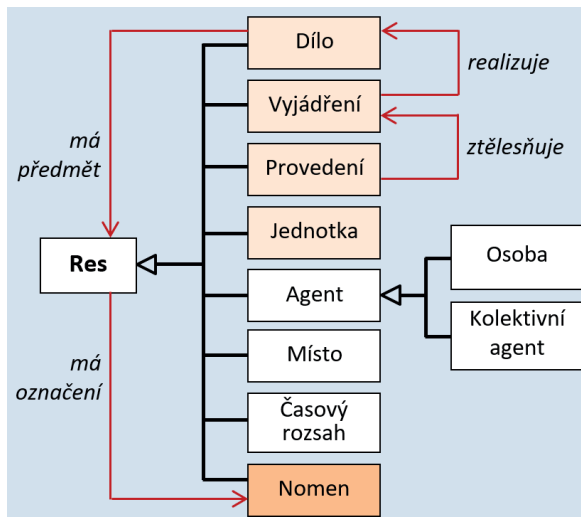 Dílo
realizuje
Vyjádření
má
předmět
ztělesňuje
Provedení
Jednotka
Res
Osoba
Agent
Kolektivní
agent
Místo
má
označení
Časový
rozsah
Nomen